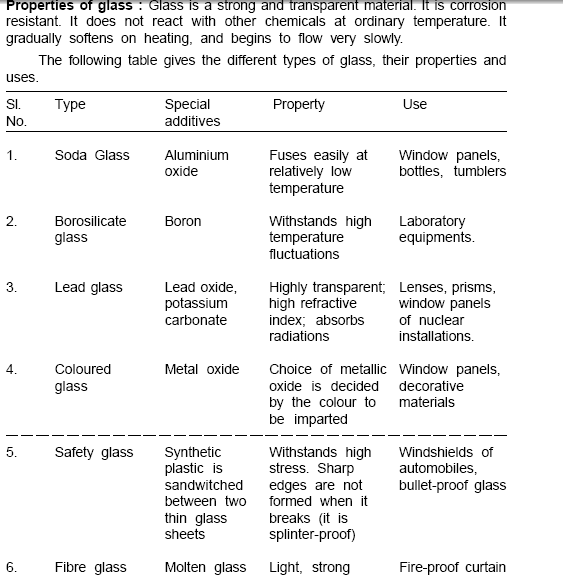 Properties of glass : Glass is a strong and transparent material. It is corrosion
resistant. It does not react with other chemicals at ordinary temperature. It
gradually softens on heating, and begins to flow very slowly.
The following table gives the different types of glass, their properties and
uses.
Sl. Type Special Property Use
No. additives
1. Soda Glass Aluminium Fuses easily at Window panels,
oxide relatively low bottles, tumblers
temperature
2. Borosilicate Boron Withstands high Laboratory
glass temperature equipments.
fluctuations
3. Lead glass Lead oxide, Highly transparent; Lenses, prisms,
potassium high refractive window panels
carbonate index; absorbs of nuclear
radiations installations.
4. Coloured Metal oxide Choice of metallic Window panels,
glass oxide is decided decorative
by the colour to materials
be imparted
5. Safety glass Synthetic Withstands high Windshields of
plastic is stress. Sharp automobiles,
sandwitched edges are not bullet-proof glass
between two formed when it
thin glass breaks (it is
sheets splinter-proof)
6. Fibre glass Molten glass Light, strong Fire-proof curtain